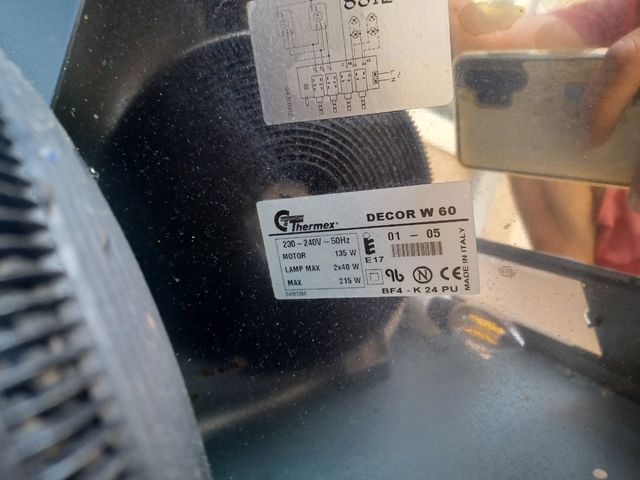 Thermex®
DECOR W 60
230-240V ~ 50Hz
MOTOR 135 W
LAMP MAX 2x40 W
MAX 215 W
E 01 - 05
E17
N CE
BF4 - K 24 PU
MADE IN ITALY